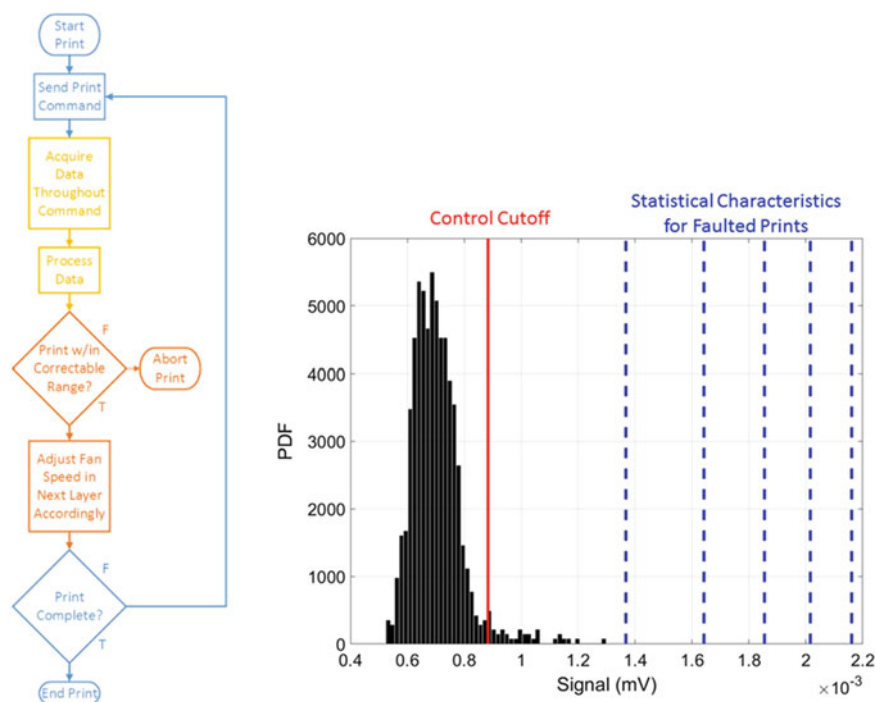 Start
Print
Send Print
Command
Acquire
Data
Throughout
Command
Process
Data
F
Print w/in
Correctable
Range?
T
Abort
Print
Adjust Fan
Speed in
Next Layer
Accordingly
F
Print
Complete?
T
End Print
Control Cutoff
Statistical Characteristics
for Faulted Prints
6000
5000
4000
3000
2000
1000
0
PDF
0.4 0.6 0.8 1 1.2 1.4 1.6 1.8 2 2.2
Signal (mV)
×10⁻³